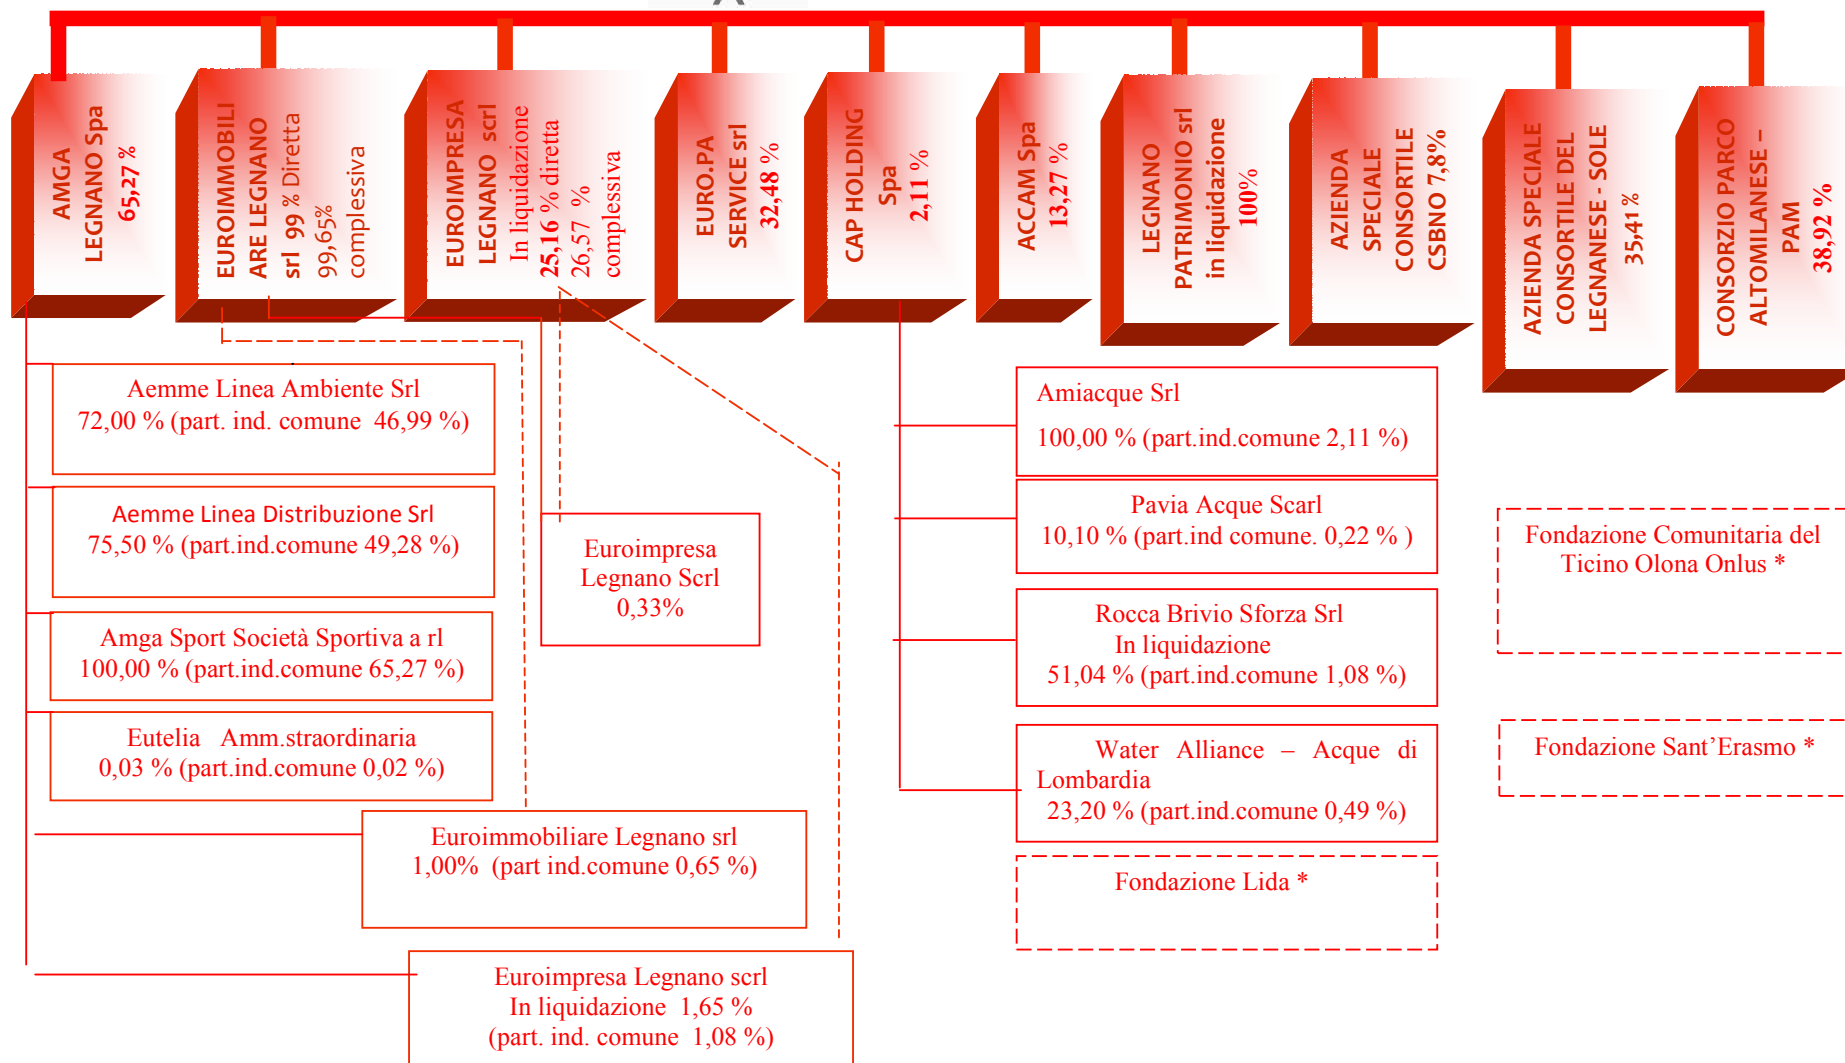 AMGA
LEGNANO Spa
65,27 %
EUROIMMOBILI
ARE LEGNANO
srl 99 % Diretta
99,65%
complessiva
EUROIMPRESA
LEGNANO scrl
In liquidazione
25,16 % diretta
26,57 %
complessiva
EURO.PA
SERVICE srl
32,48 %
CAP HOLDING
Spa
2,11 %
ACCAM Spa
13,27 %
LEGNANO
PATRIMONIO srl
in liquidazione
100%
AZIENDA
SPECIALE
CONSORTILE
CSBNO 7,8%
AZIENDA SPECIALE
CONSORTILE DEL
LEGNANESE - SOLE
35,41 %
CONSORZIO PARCO
ALTOMILANESE –
PAM
38,92 %
Aemme Linea Ambiente Srl
72,00 % (part. ind. comune 46,99 %)
Aemme Linea Distribuzione Srl
75,50 % (part.ind.comune 49,28 %)
Amga Sport Società Sportiva a rl
100,00 % (part.ind.comune 65,27 %)
Eutelia Amm.straordinaria
0,03 % (part.ind.comune 0,02 %)
Euroimmobiliare Legnano srl
1,00% (part ind.comune 0,65 %)
Euroimpresa Legnano scrl
In liquidazione 1,65 %
(part. ind. comune 1,08 %)
Euroimpresa
Legnano Scrl
0,33%
Amiacque Srl
100,00 % (part.ind.comune 2,11 %)
Pavia Acque Scarl
10,10 % (part.ind comune. 0,22 % )
Rocca Brivio Sforza Srl
In liquidazione
51,04 % (part.ind.comune 1,08 %)
Water Alliance – Acque di
Lombardia
23,20 % (part.ind.comune 0,49 %)
Fondazione Lida *
Fondazione Comunitaria del
Ticino Olona Onlus *
Fondazione Sant’Erasmo *